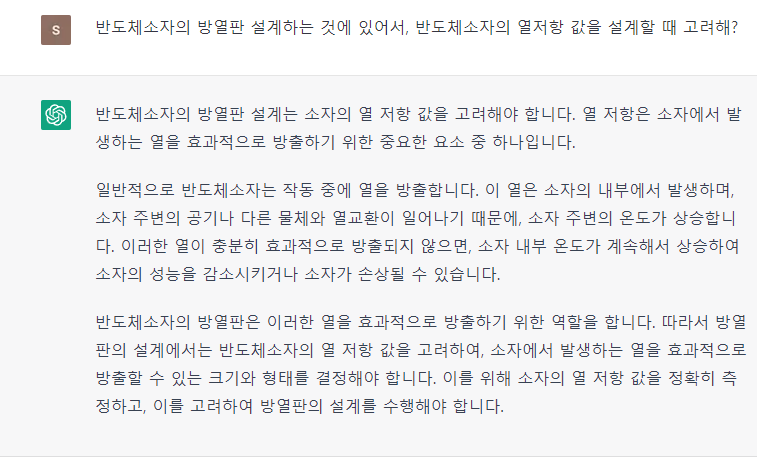 S
반도체소자의 방열판 설계하는 것에 있어서, 반도체소자의 열저항 값을 설계할 때 고려해?
반도체소자의 방열판 설계는 소자의 열 저항 값을 고려해야 합니다. 열 저항은 소자에서 발
생하는 열을 효과적으로 방출하기 위한 중요한 요소 중 하나입니다.
일반적으로 반도체소자는 작동 중에 열을 방출합니다. 이 열은 소자의 내부에서 발생하며,
소자 주변의 공기나 다른 물체와 열교환이 일어나기 때문에, 소자 주변의 온도가 상승합니
다. 이러한 열이 충분히 효과적으로 방출되지 않으면, 소자 내부 온도가 계속해서 상승하여
소자의 성능을 감소시키거나 소자가 손상될 수 있습니다.
반도체소자의 방열판은 이러한 열을 효과적으로 방출하기 위한 역할을 합니다. 따라서 방열
판의 설계에서는 반도체소자의 열 저항 값을 고려하여, 소자에서 발생하는 열을 효과적으로
방출할 수 있는 크기와 형태를 결정해야 합니다. 이를 위해 소자의 열 저항 값을 정확히 측
정하고, 이를 고려하여 방열판의 설계를 수행해야 합니다.